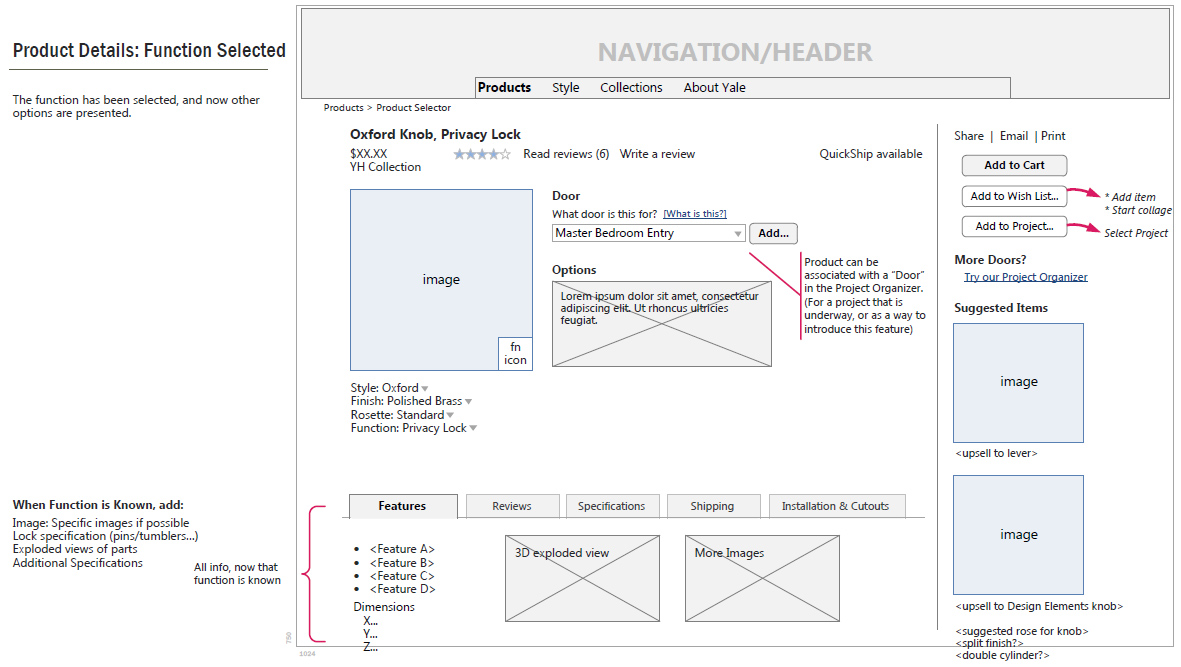 Product Details: Function Selected
The function has been selected, and now other
options are presented.
When Function is Known, add:
Image: Specific images if possible
Lock specification (pins/tumblers...)
Exploded views of parts
Additional Specifications
All info, now that
function is known
NAVIGATION/HEADER
Products Style Collections About Yale
Products > Product Selector
Oxford Knob, Privacy Lock
$XX.XX Read reviews (6) Write a review QuickShip available
YH Collection
image
fn
icon
Style: Oxford
Finish: Polished Brass
Rosette: Standard
Function: Privacy Lock
Door
What door is this for? [What is this?]
Master Bedroom Entry Add...
Options
Lorem ipsum dolor sit amet, consectetur
adipiscing elit. Ut rhoncus ultricies
feugiat.
Product can be
associated with a “Door”
in the Project Organizer.
(For a project that is
underway, or as a way to
introduce this feature)
Features Reviews Specifications Shipping Installation & Cutouts
<Feature A>
<Feature B>
<Feature C>
<Feature D>
Dimensions
X...
Y...
Z...
3D exploded view
More Images
Share | Email | Print
Add to Cart
Add to Wish List...
* Add item
* Start collage
Add to Project...
Select Project
More Doors?
Try our Project Organizer
Suggested Items
image
<upsell to lever>
image
<upsell to Design Elements knob>
<suggested rose for knob>
<split finish?>
<double cylinder?>
750
1024